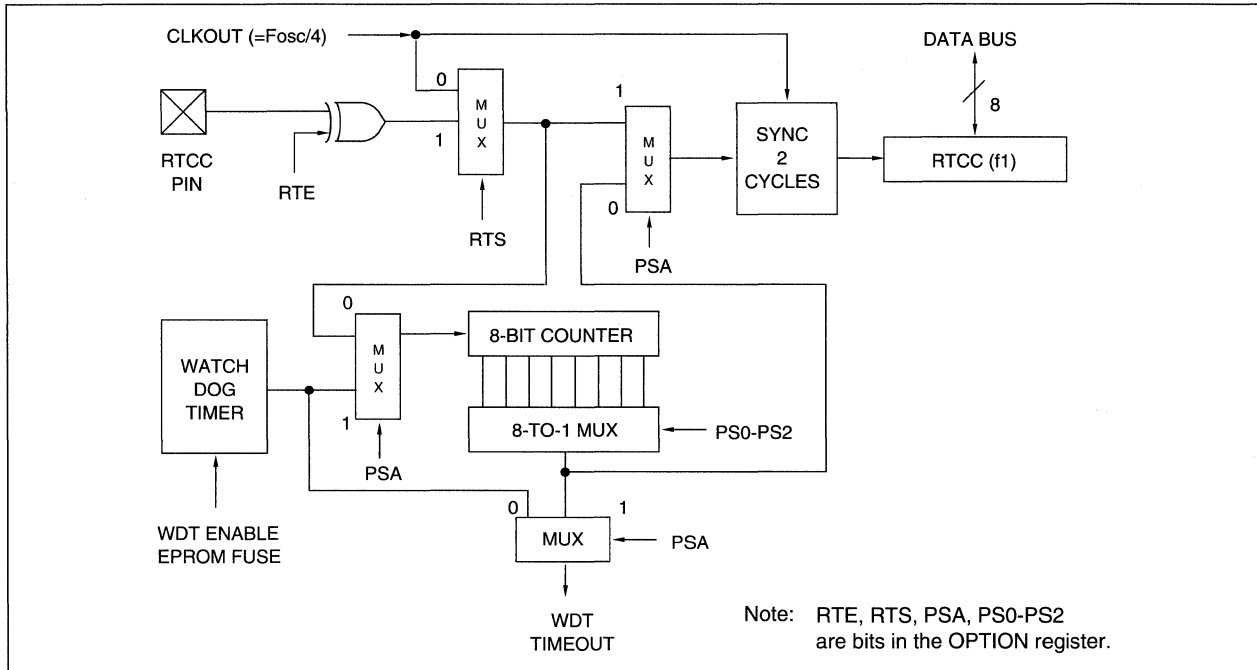 CLKOUT (=Fosc/4)
DATA BUS
8
0
1
MUX
RTCC
PIN
RTE
RTS
1
0
MUX
PSA
SYNC
2
CYCLES
RTCC (f1)
WATCH
DOG
TIMER
0
1
MUX
PSA
8-BIT COUNTER
8-TO-1 MUX
PS0-PS2
WDT ENABLE
EPROM FUSE
0
1
MUX
PSA
WDT
TIMEOUT
Note: RTE, RTS, PSA, PS0-PS2
are bits in the OPTION register.